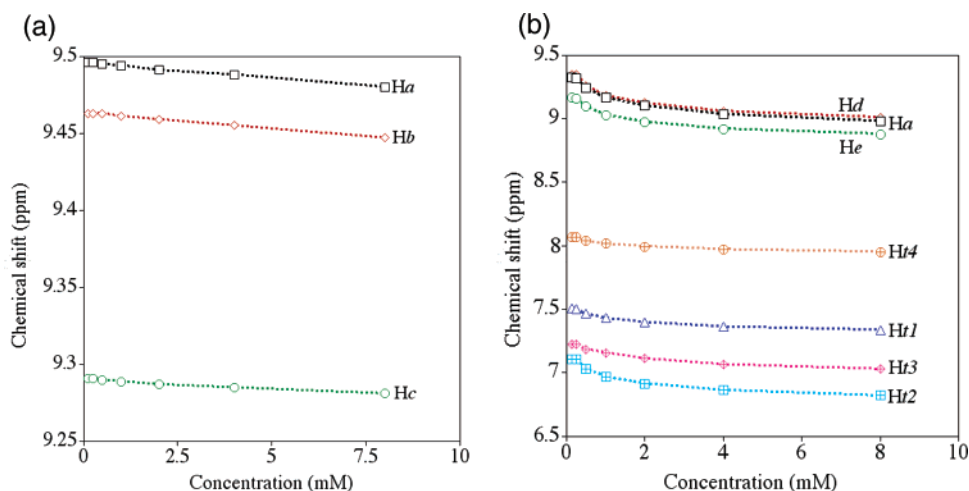 (a)
Chemical shift (ppm)
9.5
9.45
9.4
9.35
9.3
9.25
Ha
Hb
Hc
0
2.5
5
7.5
10
Concentration (mM)
(b)
Chemical shift (ppm)
9.5
9
8.5
8
7.5
7
6.5
Hd
Ha
He
Ht4
Ht1
Ht3
Ht2
0
2
4
6
8
10
Concentration (mM)